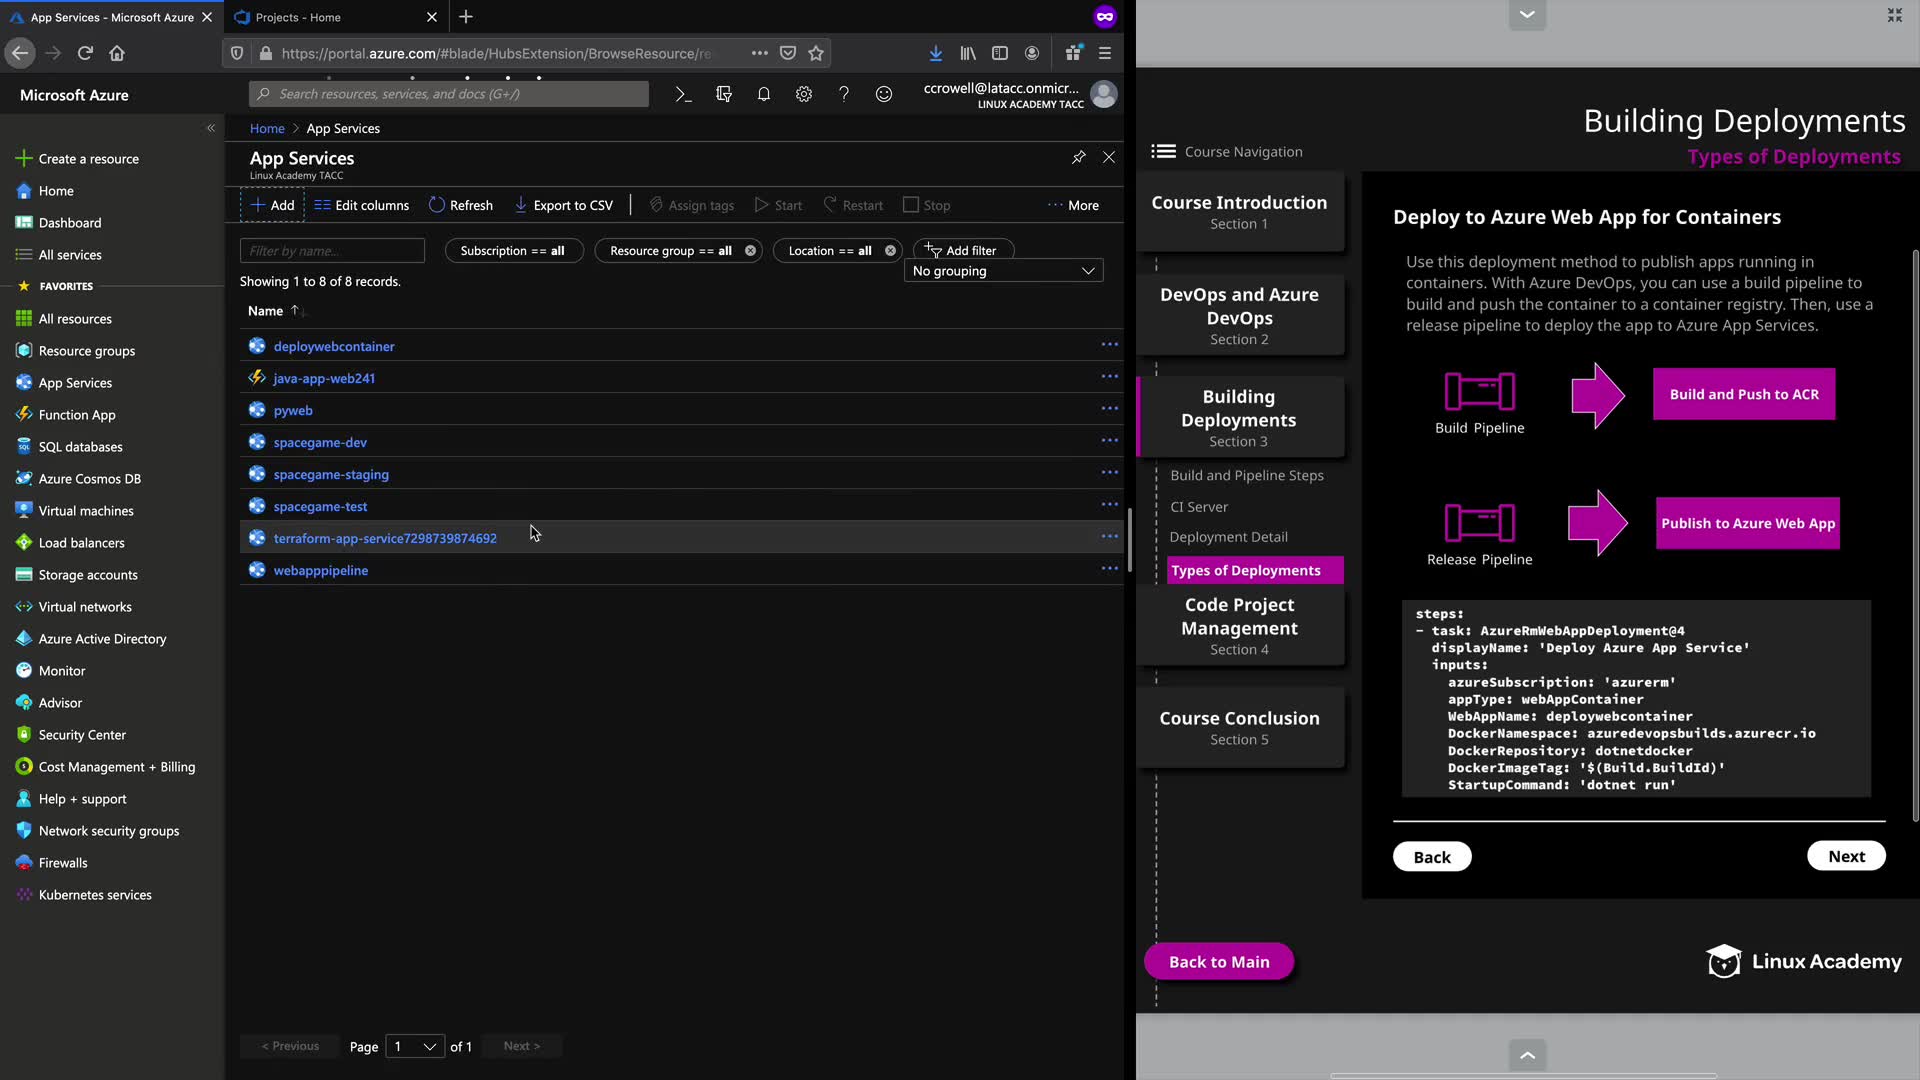 App Services - Microsoft Azure
Projects - Home
https://portal.azure.com/#blade/HubsExtension/BrowseResource/re
Microsoft Azure
Search resources, services, and docs (G+/)
ccrowell@latacc.onmicr...
LINUX ACADEMY TACC
Create a resource
Home
Dashboard
All services
FAVORITES
All resources
Resource groups
App Services
Function App
SQL databases
Azure Cosmos DB
Virtual machines
Load balancers
Storage accounts
Virtual networks
Azure Active Directory
Monitor
Advisor
Security Center
Cost Management + Billing
Help + support
Network security groups
Firewalls
Kubernetes services
Home > App Services
App Services
Linux Academy TACC
Add Edit columns Refresh Export to CSV Assign tags Start Restart Stop ... More
Filter by name...
Subscription == all
Resource group == all
Location == all
Add filter
No grouping
Showing 1 to 8 of 8 records.
Name ↑
deploywebcontainer
java-app-web241
pyweb
spacegame-dev
spacegame-staging
spacegame-test
terraform-app-service7298739874692
webapppipeline
< Previous Page 1 of 1 Next >
Building Deployments
Types of Deployments
Course Navigation
Course Introduction
Section 1
DevOps and Azure
DevOps
Section 2
Building
Deployments
Section 3
Build and Pipeline Steps
CI Server
Deployment Detail
Types of Deployments
Code Project
Management
Section 4
Course Conclusion
Section 5
Back to Main
Deploy to Azure Web App for Containers
Use this deployment method to publish apps running in
containers. With Azure DevOps, you can use a build pipeline to
build and push the container to a container registry. Then, use a
release pipeline to deploy the app to Azure App Services.
Build Pipeline
Build and Push to ACR
Release Pipeline
Publish to Azure Web App
steps:
- task: AzureRmWebAppDeployment@4
displayName: 'Deploy Azure App Service'
inputs:
azureSubscription: 'azurerm'
appType: webAppContainer
WebAppName: deploywebcontainer
DockerNamespace: azuredevopsbuilds.azurecr.io
DockerRepository: dotnetdocker
DockerImageTag: '$(Build.BuildId)'
StartupCommand: 'dotnet run'
Back
Next
Linux Academy